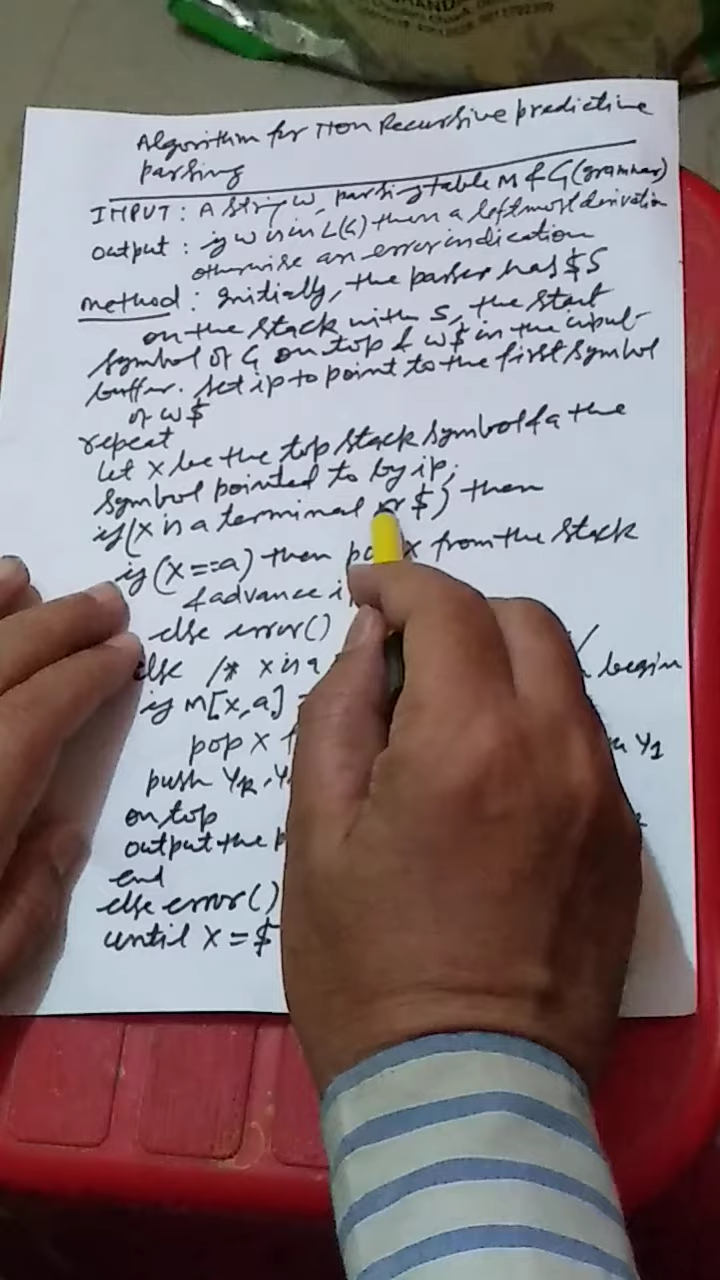 Algorithm for Non Recursive predictive
parsing
INPUT : A string w, parsing table M & G (grammar)
output : if w is in L(G) then a leftmost derivation
otherwise an error indication
method : Initially, the parser has $S
on the stack with S, the start
symbol of G on top & w$ in the input
buffer. set ip to point to the first symbol
of w$
repeat
let X be the top stack symbol & a the
symbol pointed to by ip;
if (X is a terminal or $) then
if (X==a) then pop X from the stack
& advance i
else error()
else /* X is a begin
if M[X,a]
pop X Y1
push Yk,
on top
output the
end
else error()
until X = $